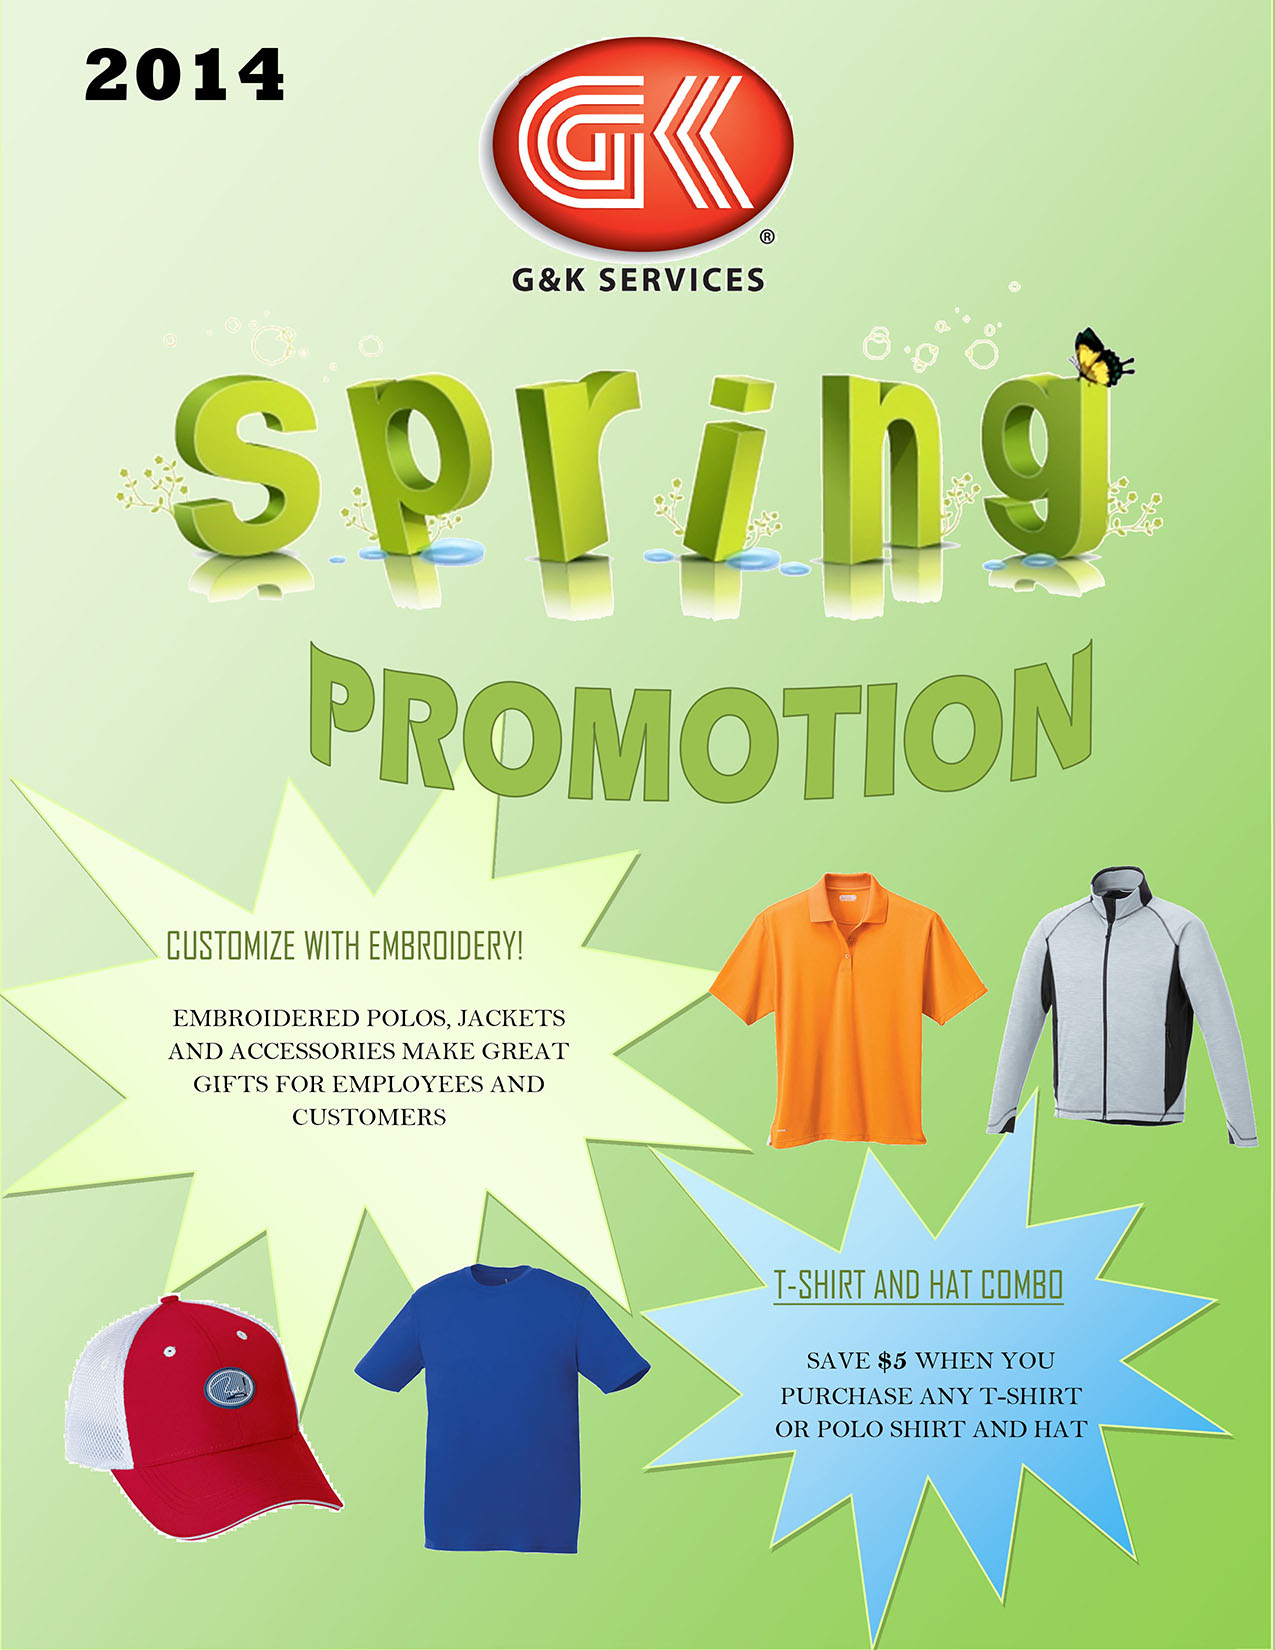 2014
GK
®
G&K SERVICES
spring
PROMOTION
CUSTOMIZE WITH EMBROIDERY!
EMBROIDERED POLOS, JACKETS
AND ACCESSORIES MAKE GREAT
GIFTS FOR EMPLOYEES AND
CUSTOMERS
T-SHIRT AND HAT COMBO
SAVE $5 WHEN YOU
PURCHASE ANY T-SHIRT
OR POLO SHIRT AND HAT